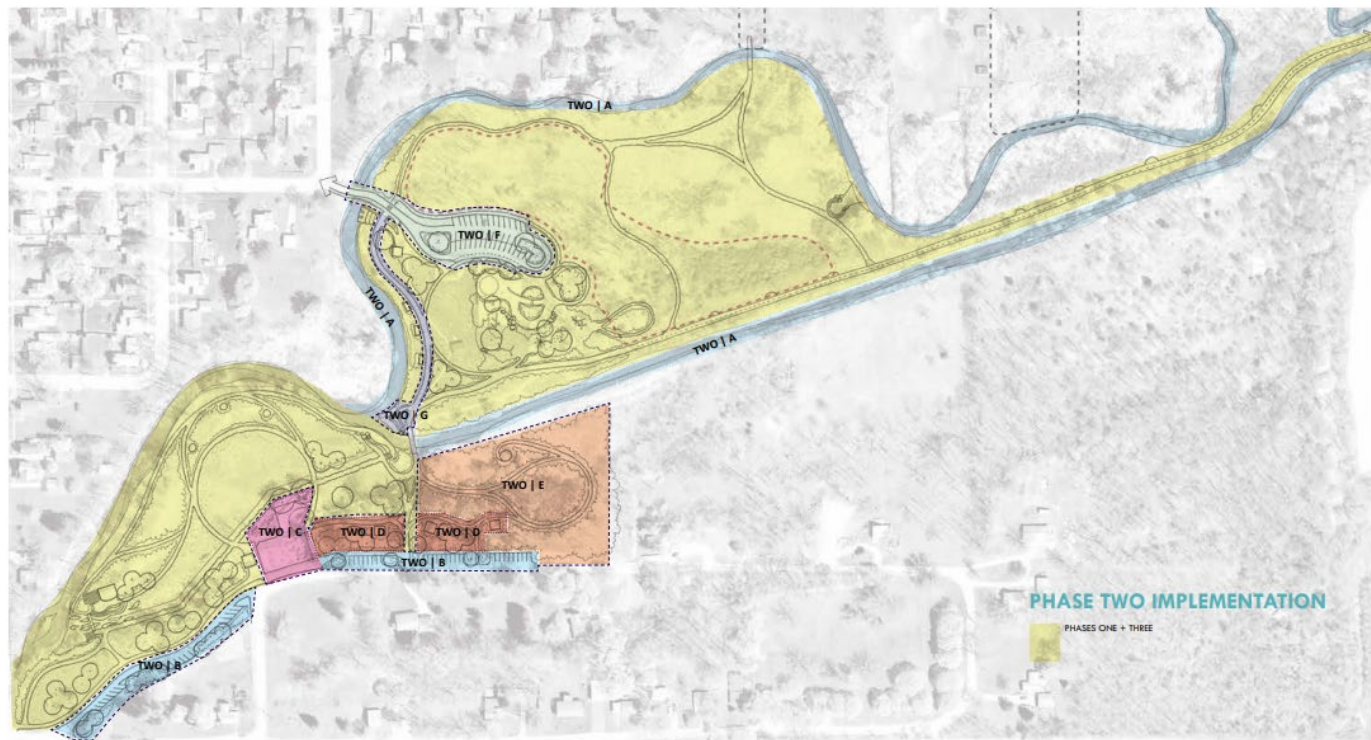 TWO | A
TWO | F
TWO | A
TWO | A
TWO | G
TWO | E
TWO | C
TWO | D
TWO | D
TWO | B
PHASE TWO IMPLEMENTATION
PHASES ONE + THREE
TWO | B